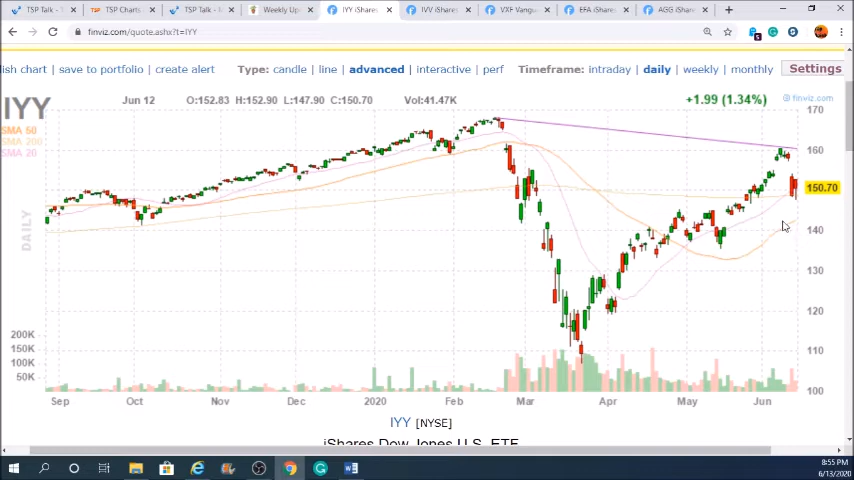 TSP Talk -
TSP Charts
TSP Talk - R
Weekly Up
IYY iShares
IVV iShares
VXF Vangu
EFA iShares
AGG iShare
finviz.com/quote.ashx?t=IYY
lish chart | save to portfolio | create alert
Type: candle | line | advanced | interactive | perf
Timeframe: intraday | daily | weekly | monthly
Settings
IYY
Jun 12 O:152.83 H:152.90 L:147.90 C:150.70 Vol:41.47K
+1.99 (1.34%)
finviz.com
SMA 50
SMA 200
SMA 20
170
160
150.70
140
130
120
110
100
DAILY
200K
150K
100K
50K
Sep Oct Nov Dec 2020 Feb Mar Apr May Jun
IYY [NYSE]
iShares Dow Jones U.S. ETF
8:55 PM
6/13/2020